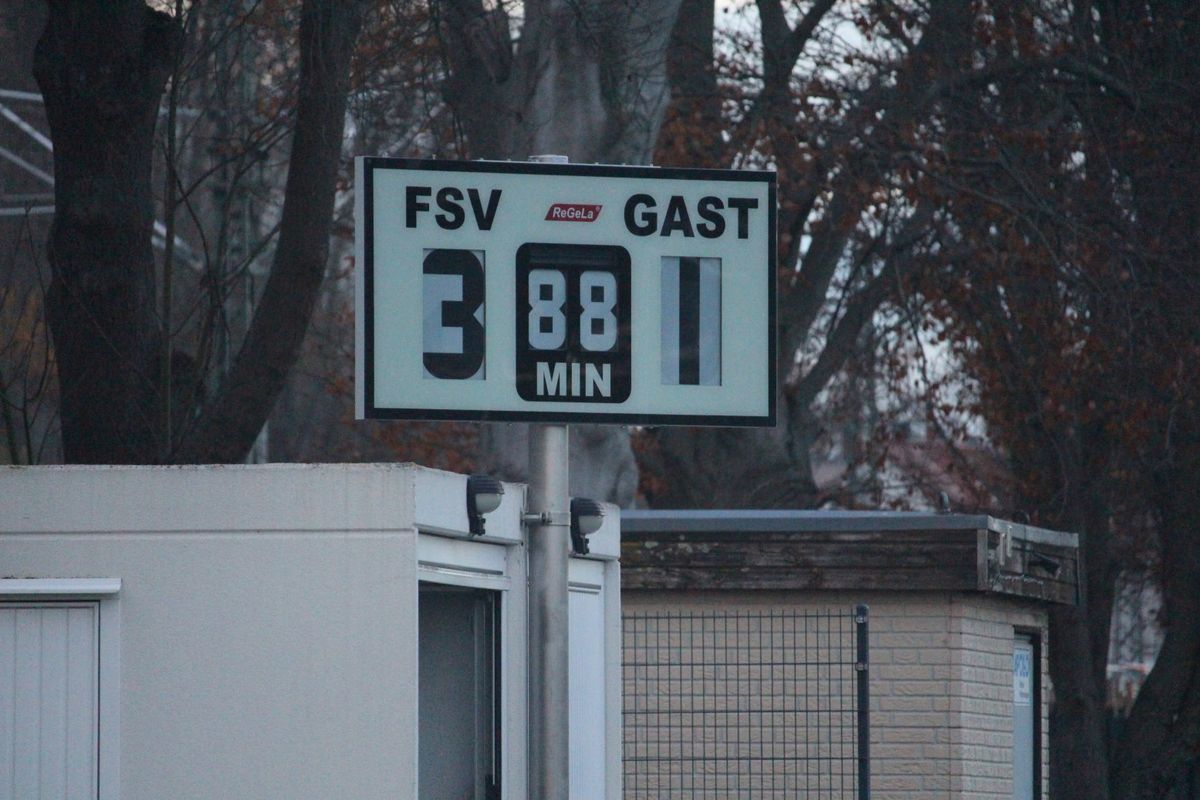 FSV ReGeLa® GAST
3 88 1
MIN